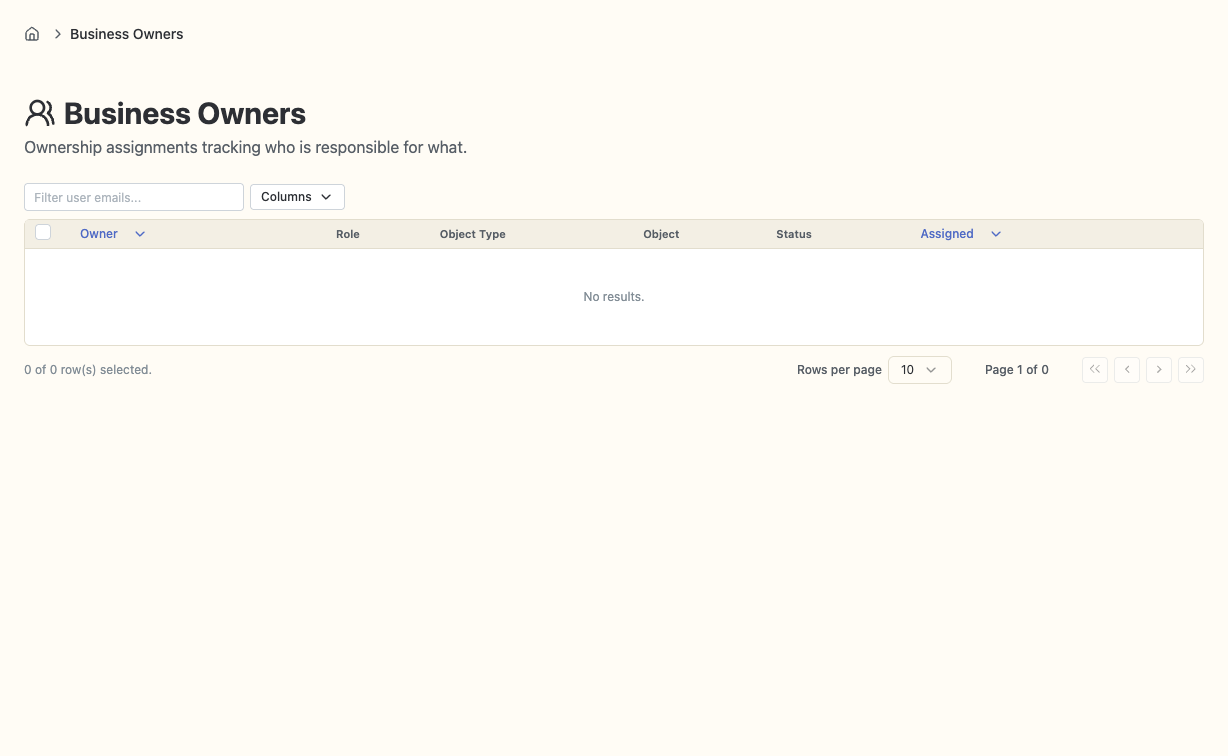 Business Owners
Business Owners
Ownership assignments tracking who is responsible for what.
Filter user emails...
Columns
Owner Role Object Type Object Status Assigned
No results.
0 of 0 row(s) selected.
Rows per page 10 Page 1 of 0